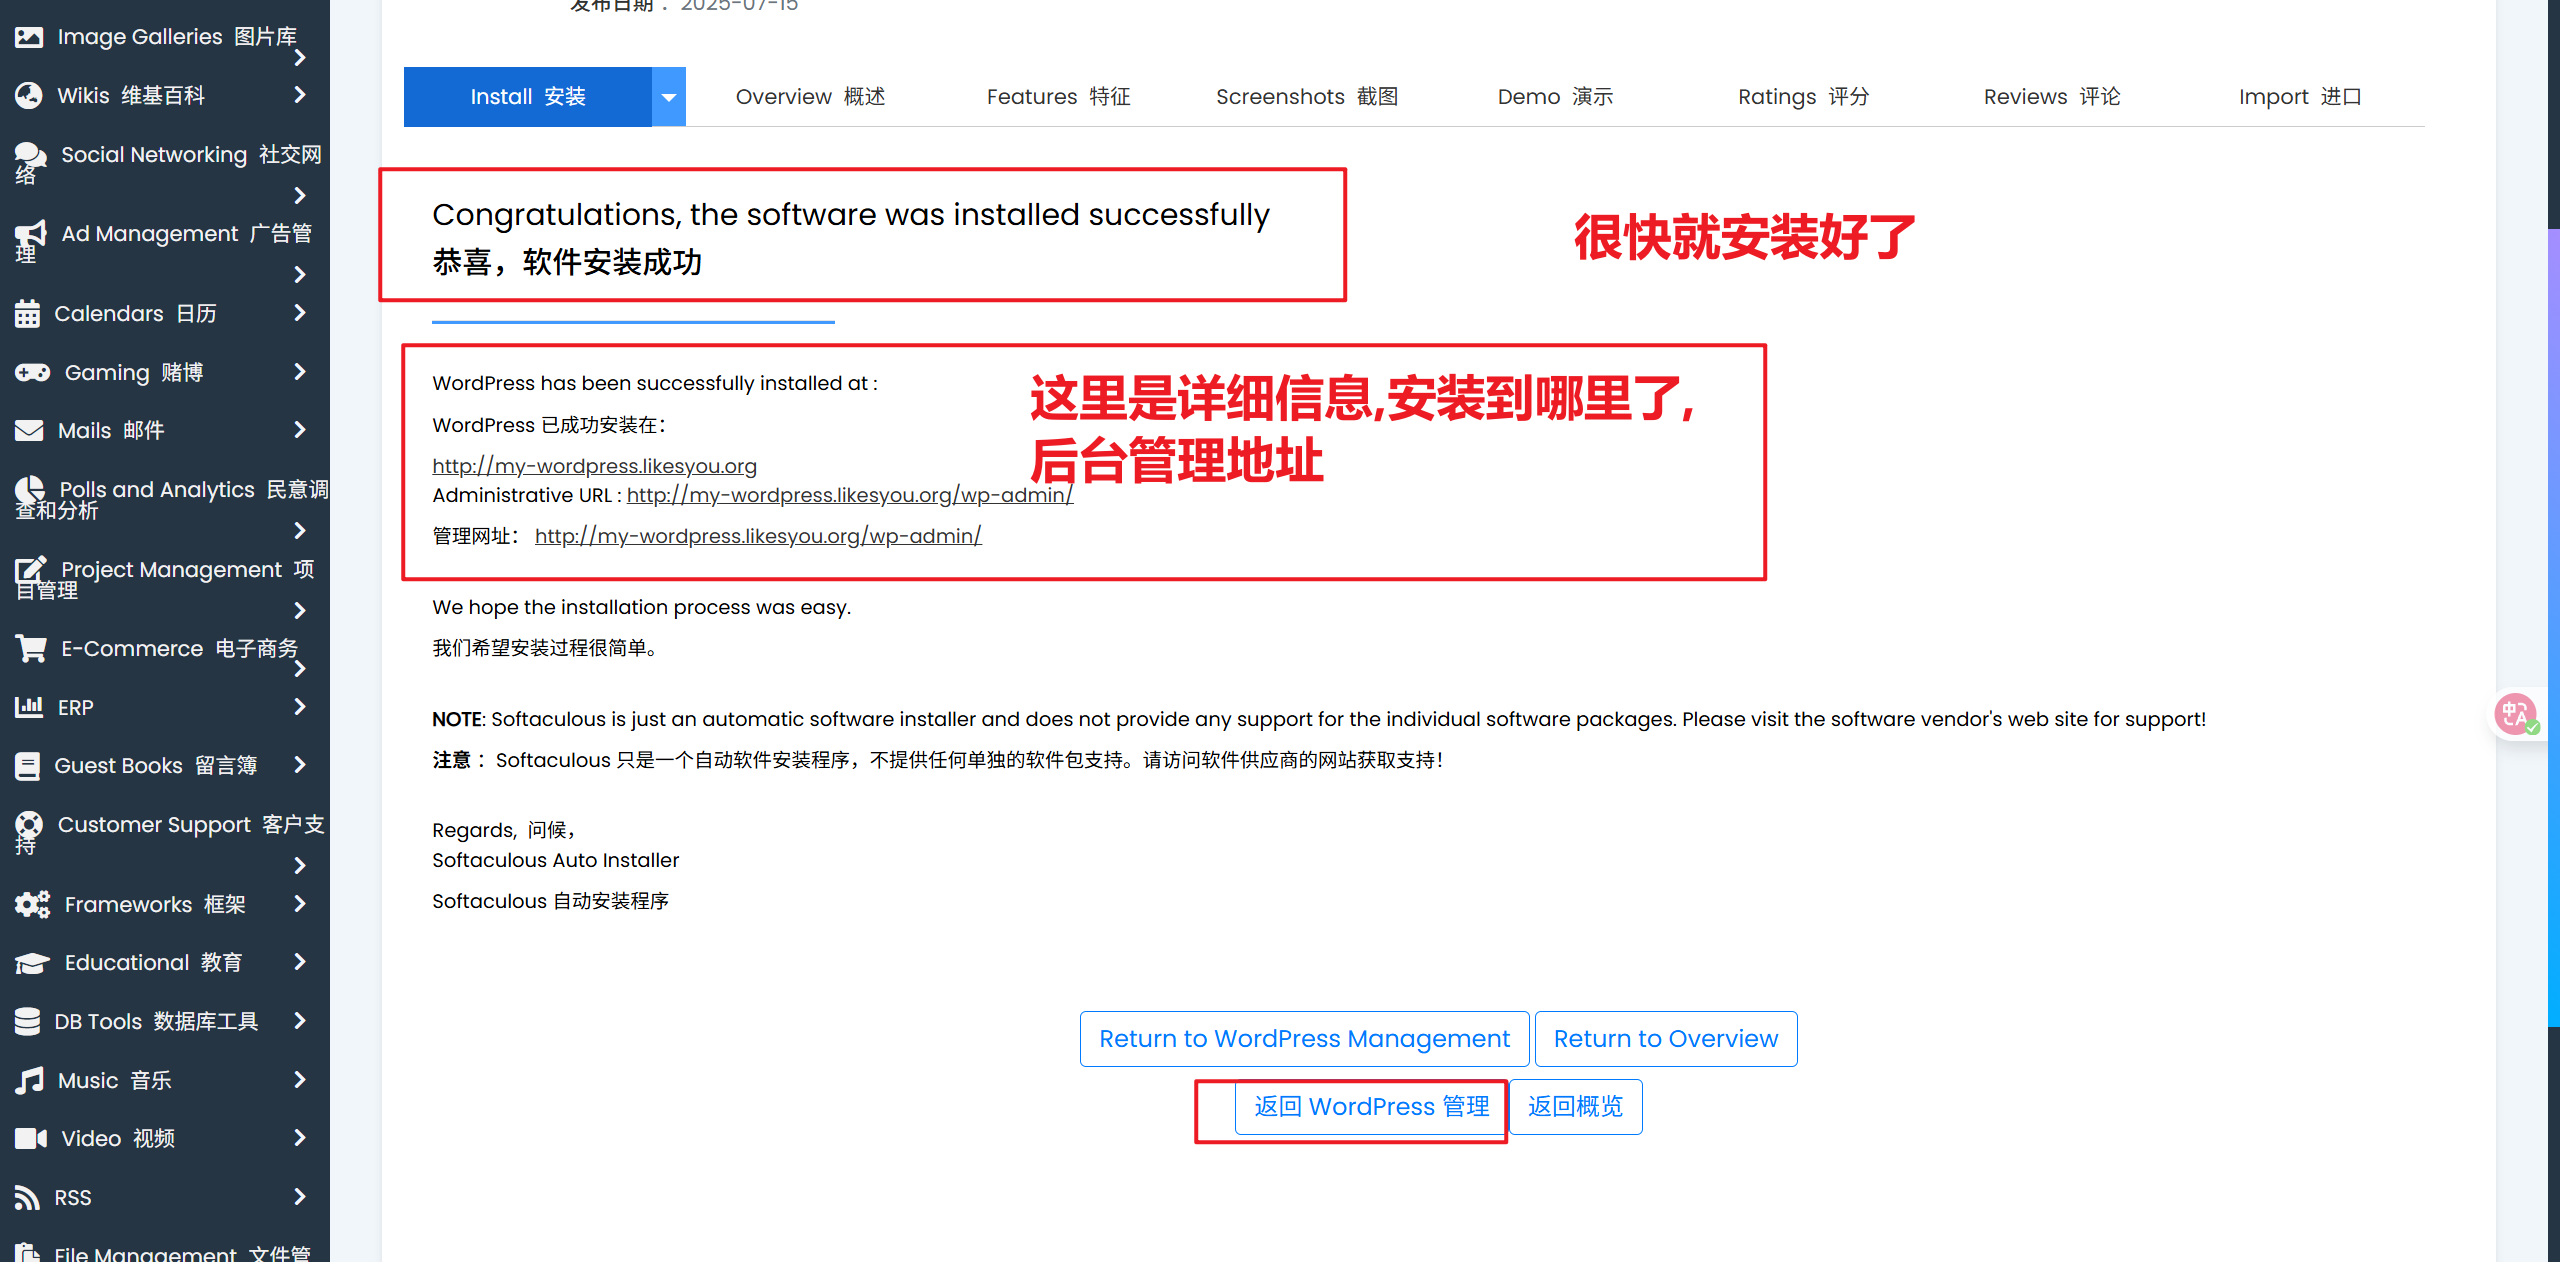 发布日期 : 2025-07-15
Image Galleries 图片库
Wikis 维基百科
Social Networking 社交网
络
Ad Management 广告管
理
Calendars 日历
Gaming 赌博
Mails 邮件
Polls and Analytics 民意调
查和分析
Project Management 项
目管理
E-Commerce 电子商务
ERP
Guest Books 留言簿
Customer Support 客户支
持
Frameworks 框架
Educational 教育
DB Tools 数据库工具
Music 音乐
Video 视频
RSS
File Management 文件管
Install 安装
Overview 概述
Features 特征
Screenshots 截图
Demo 演示
Ratings 评分
Reviews 评论
Import 进口
Congratulations, the software was installed successfully
恭喜，软件安装成功
很快就安装好了
WordPress has been successfully installed at :
WordPress 已成功安装在：
http://my-wordpress.likesyou.org
Administrative URL : http://my-wordpress.likesyou.org/wp-admin/
管理网址： http://my-wordpress.likesyou.org/wp-admin/
这里是详细信息,安装到哪里了,
后台管理地址
We hope the installation process was easy.
我们希望安装过程很简单。
NOTE: Softaculous is just an automatic software installer and does not provide any support for the individual software packages. Please visit the software vendor's web site for support!
注意 ：Softaculous 只是一个自动软件安装程序，不提供任何单独的软件包支持。请访问软件供应商的网站获取支持！
Regards, 问候，
Softaculous Auto Installer
Softaculous 自动安装程序
Return to WordPress Management
Return to Overview
返回 WordPress 管理
返回概览